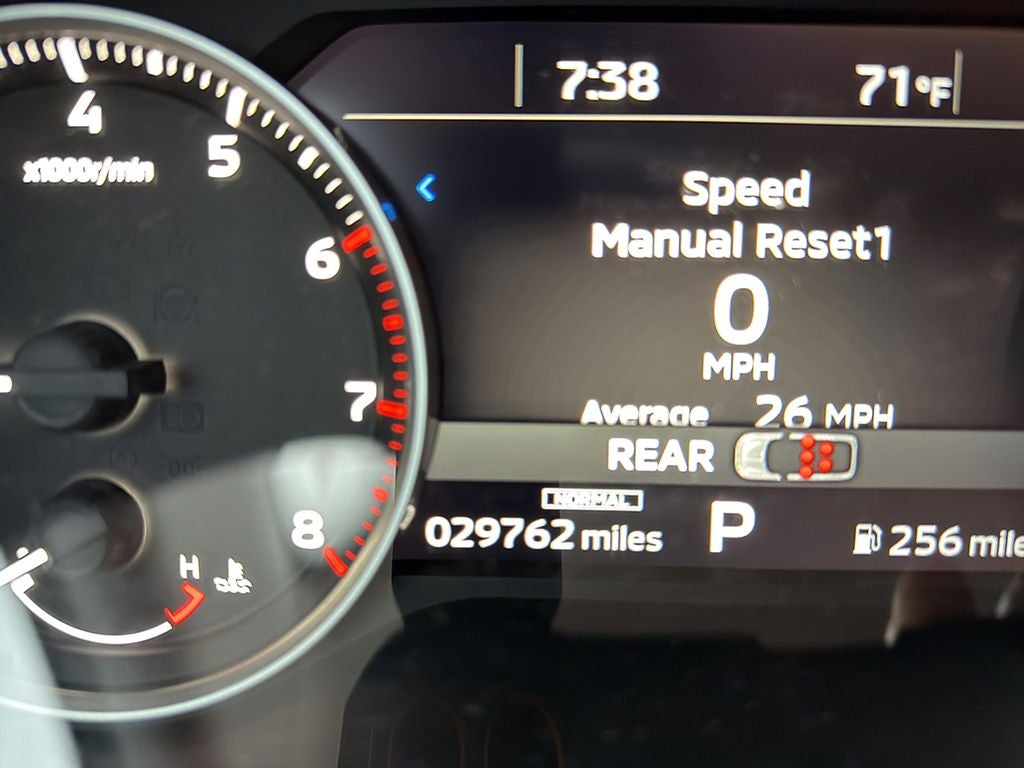 4
5
x1000r/min
6
7
8
H
7:38
71°F
Speed
Manual Reset1
0
MPH
Average 26 MPH
REAR
NORMAL
029762 miles
P
256 mile